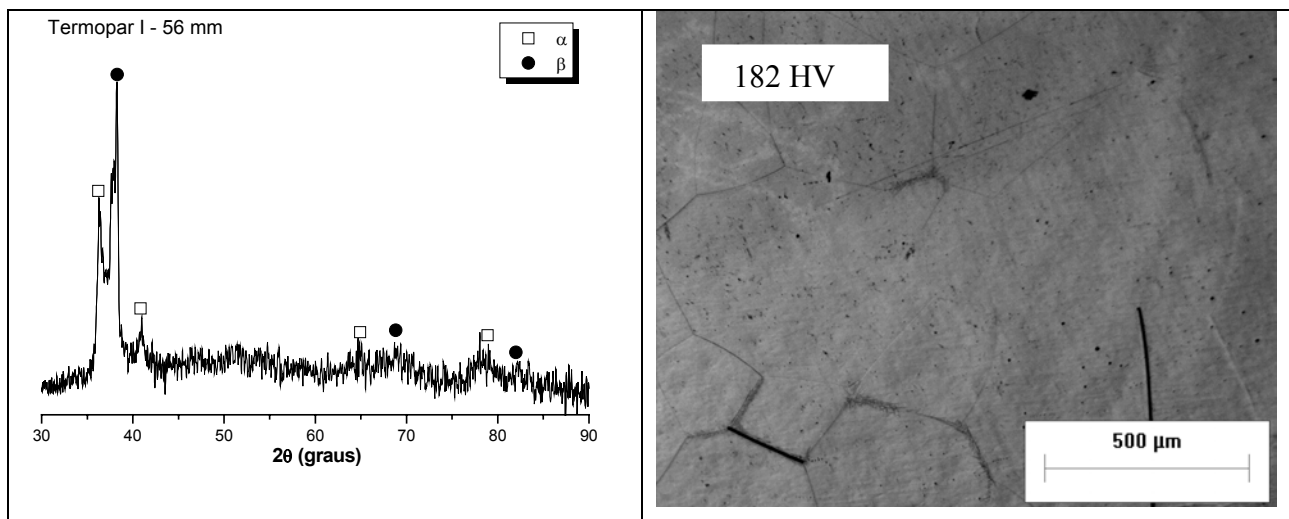 Termopar I - 56 mm
α
β
30 40 50 60 70 80 90
2θ (graus)
182 HV
500 µm